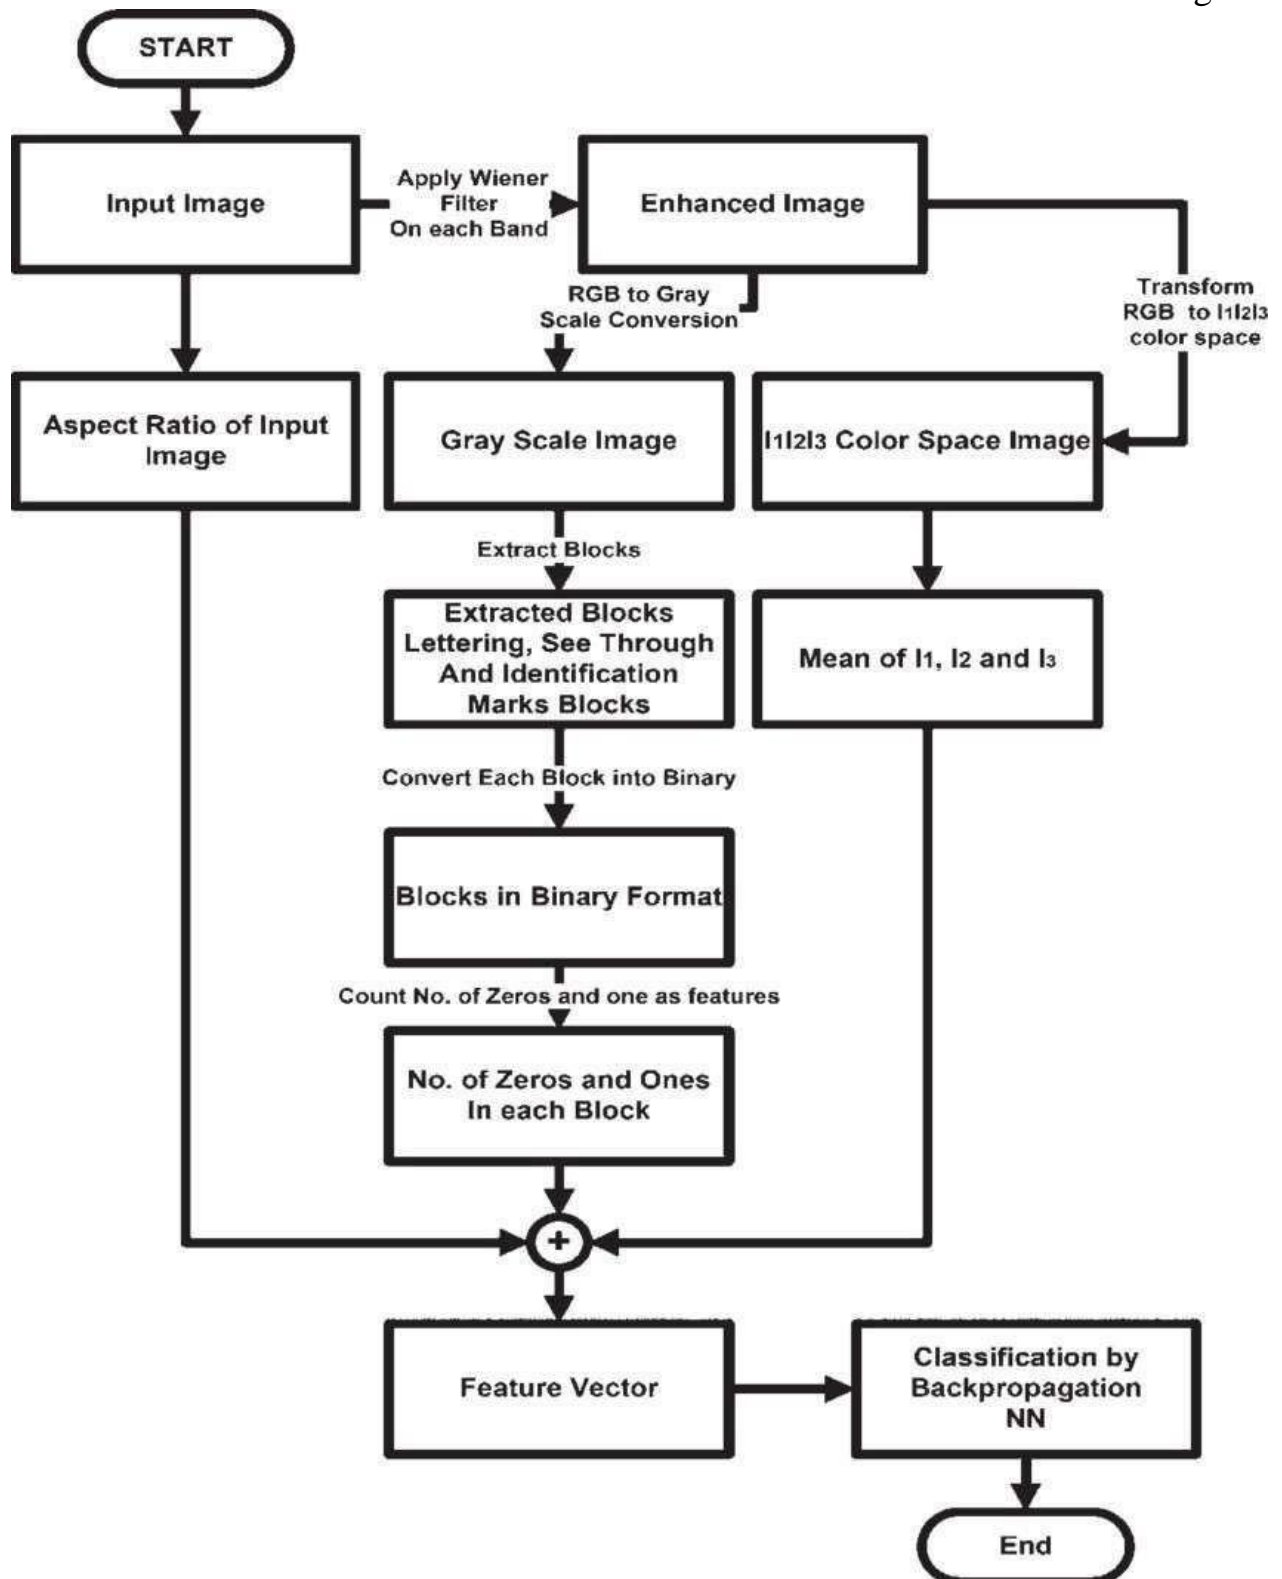 START
Input Image
Apply Wiener
Filter
On each Band
Enhanced Image
RGB to Gray
Scale Conversion
Transform
RGB to I1I2I3
color space
Aspect Ratio of Input
Image
Gray Scale Image
I1I2I3 Color Space Image
Extract Blocks
Extracted Blocks
Lettering, See Through
And Identification
Marks Blocks
Mean of I1, I2 and I3
Convert Each Block into Binary
Blocks in Binary Format
Count No. of Zeros and one as features
No. of Zeros and Ones
In each Block
+
Feature Vector
Classification by
Backpropagation
NN
End